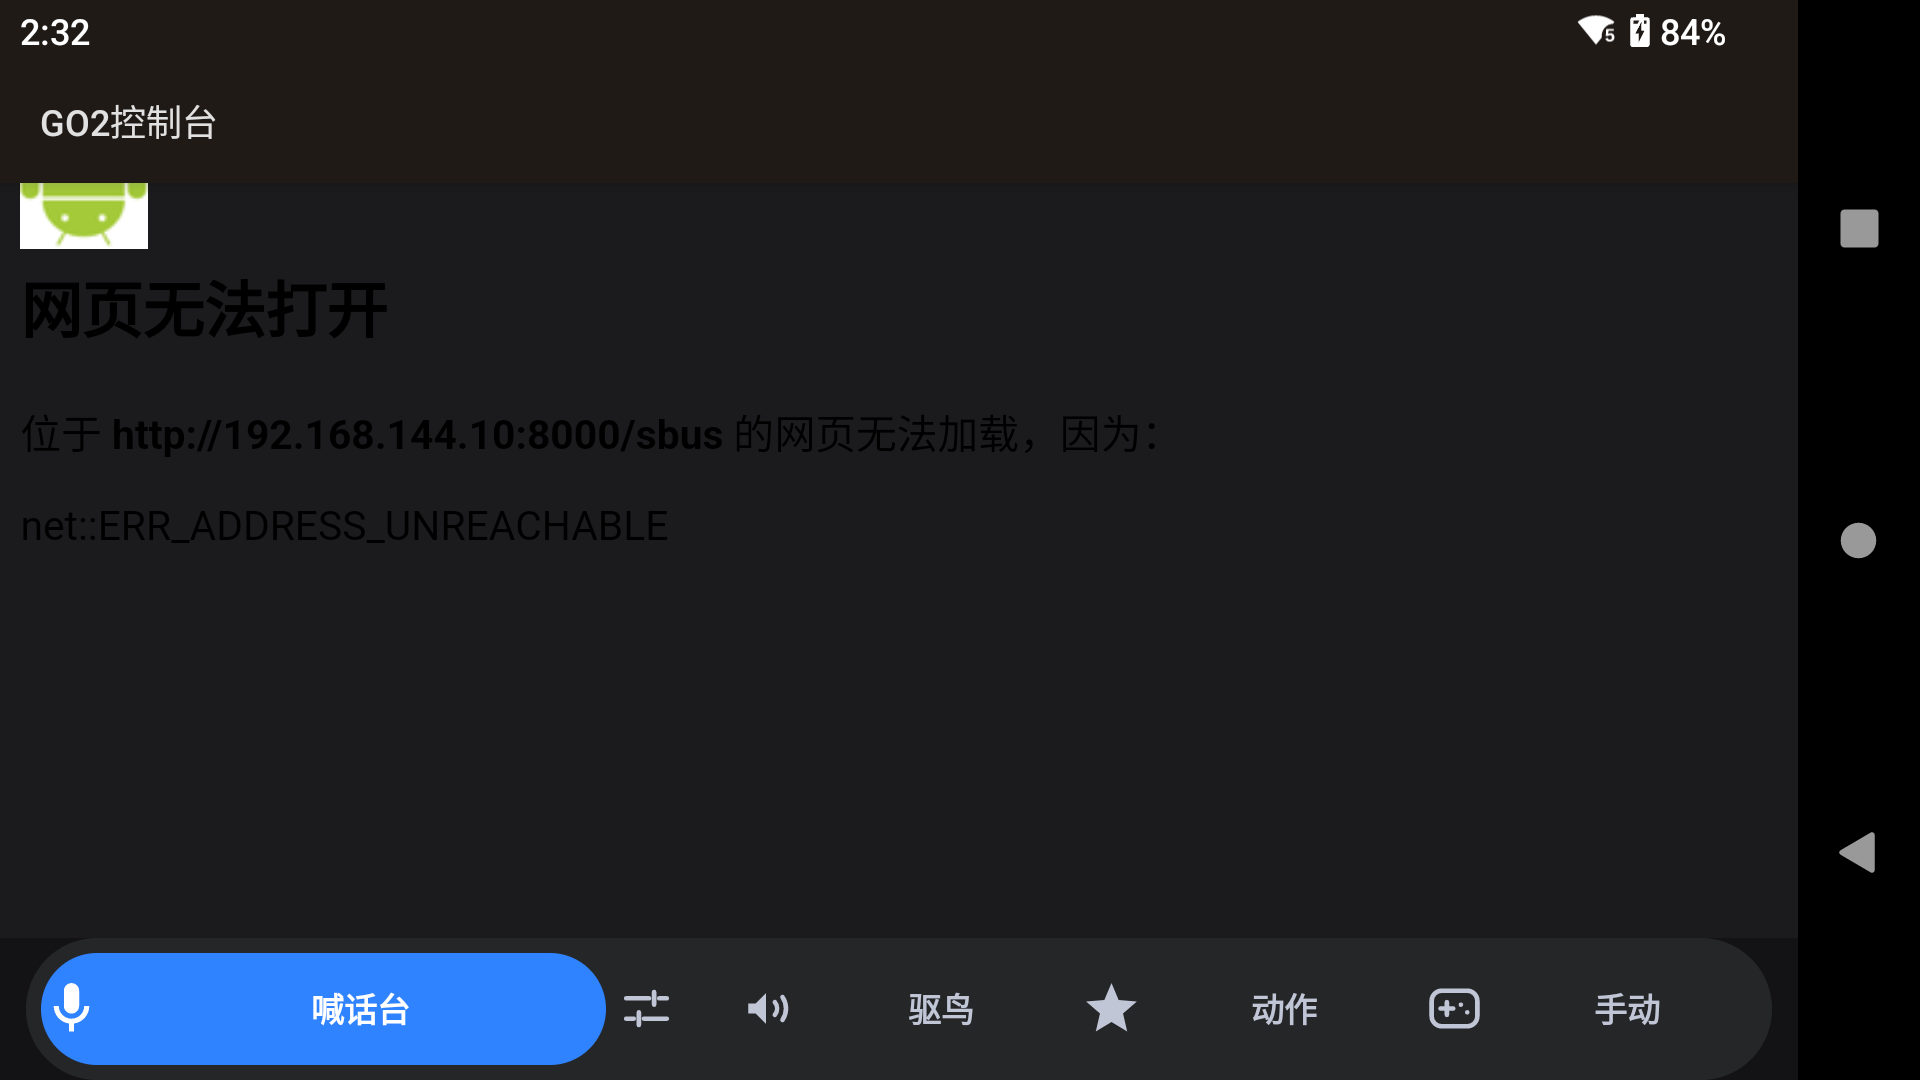 2:32
5 84%
GO2控制台
网页无法打开
位于 http://192.168.144.10:8000/sbus 的网页无法加载，因为：
net::ERR_ADDRESS_UNREACHABLE
喊话台 驱鸟 动作 手动